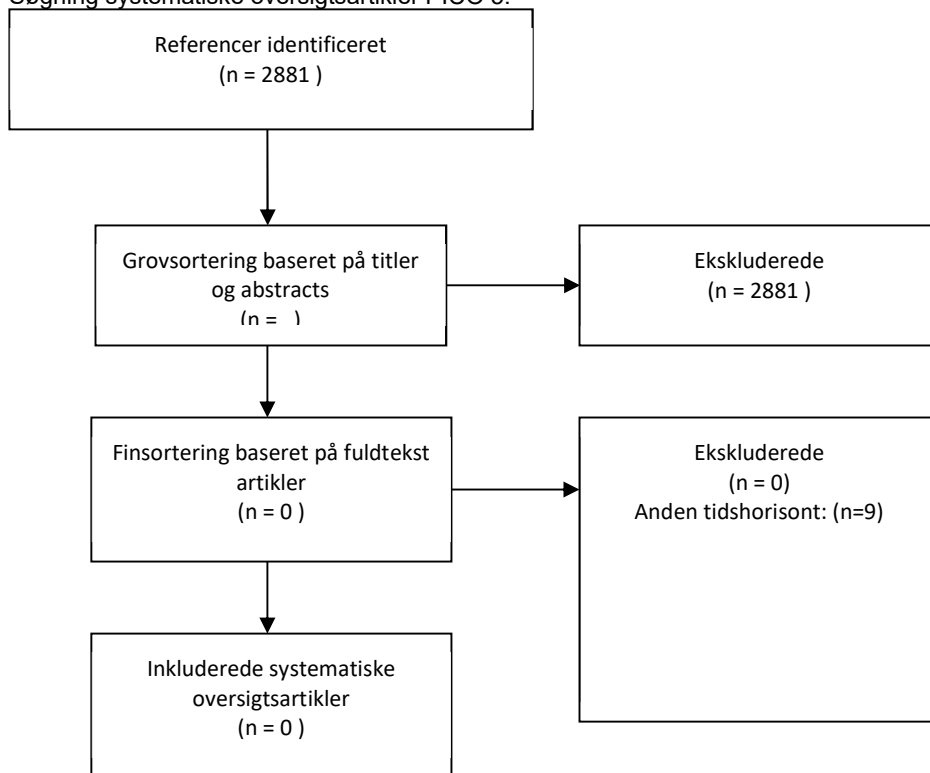 Søgning systematiske oversigtsartikler PICO
Referencer identificeret
(n = 2881 )
Grovsortering baseret på titler
og abstracts
(n = )
Ekskluderede
(n = 2881 )
Finsortering baseret på fuldtekst
artikler
(n = 0 )
Ekskluderede
(n = 0)
Anden tidshorisont: (n=9)
Inkluderede systematiske
oversigtsartikler
(n = 0 )